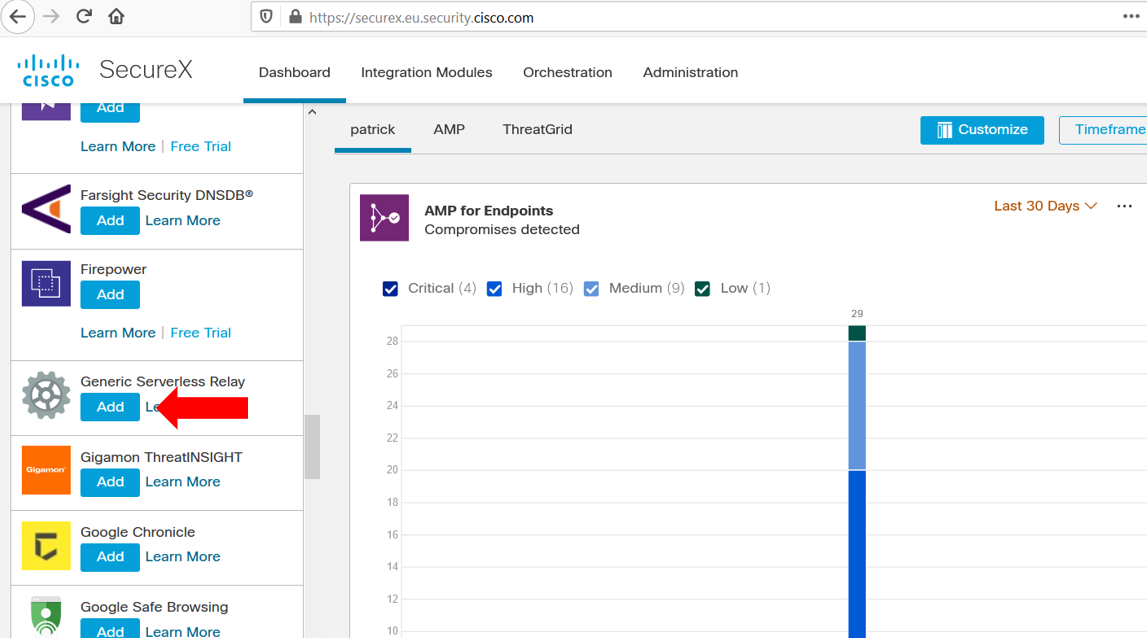 https://securex.eu.security.cisco.com
CISCO SecureX
Dashboard Integration Modules Orchestration Administration
Add
Learn More | Free Trial
Farsight Security DNSDB®
Add Learn More
Firepower
Add
Learn More | Free Trial
Generic Serverless Relay
Add
Gigamon ThreatINSIGHT
Gigamon®
Add Learn More
Google Chronicle
Add Learn More
Google Safe Browsing
Add Learn More
patrick AMP ThreatGrid
Customize Timeframe
AMP for Endpoints
Compromises detected
Last 30 Days
Critical (4) High (16) Medium (9) Low (1)
29
28
26
24
22
20
18
16
14
12
10